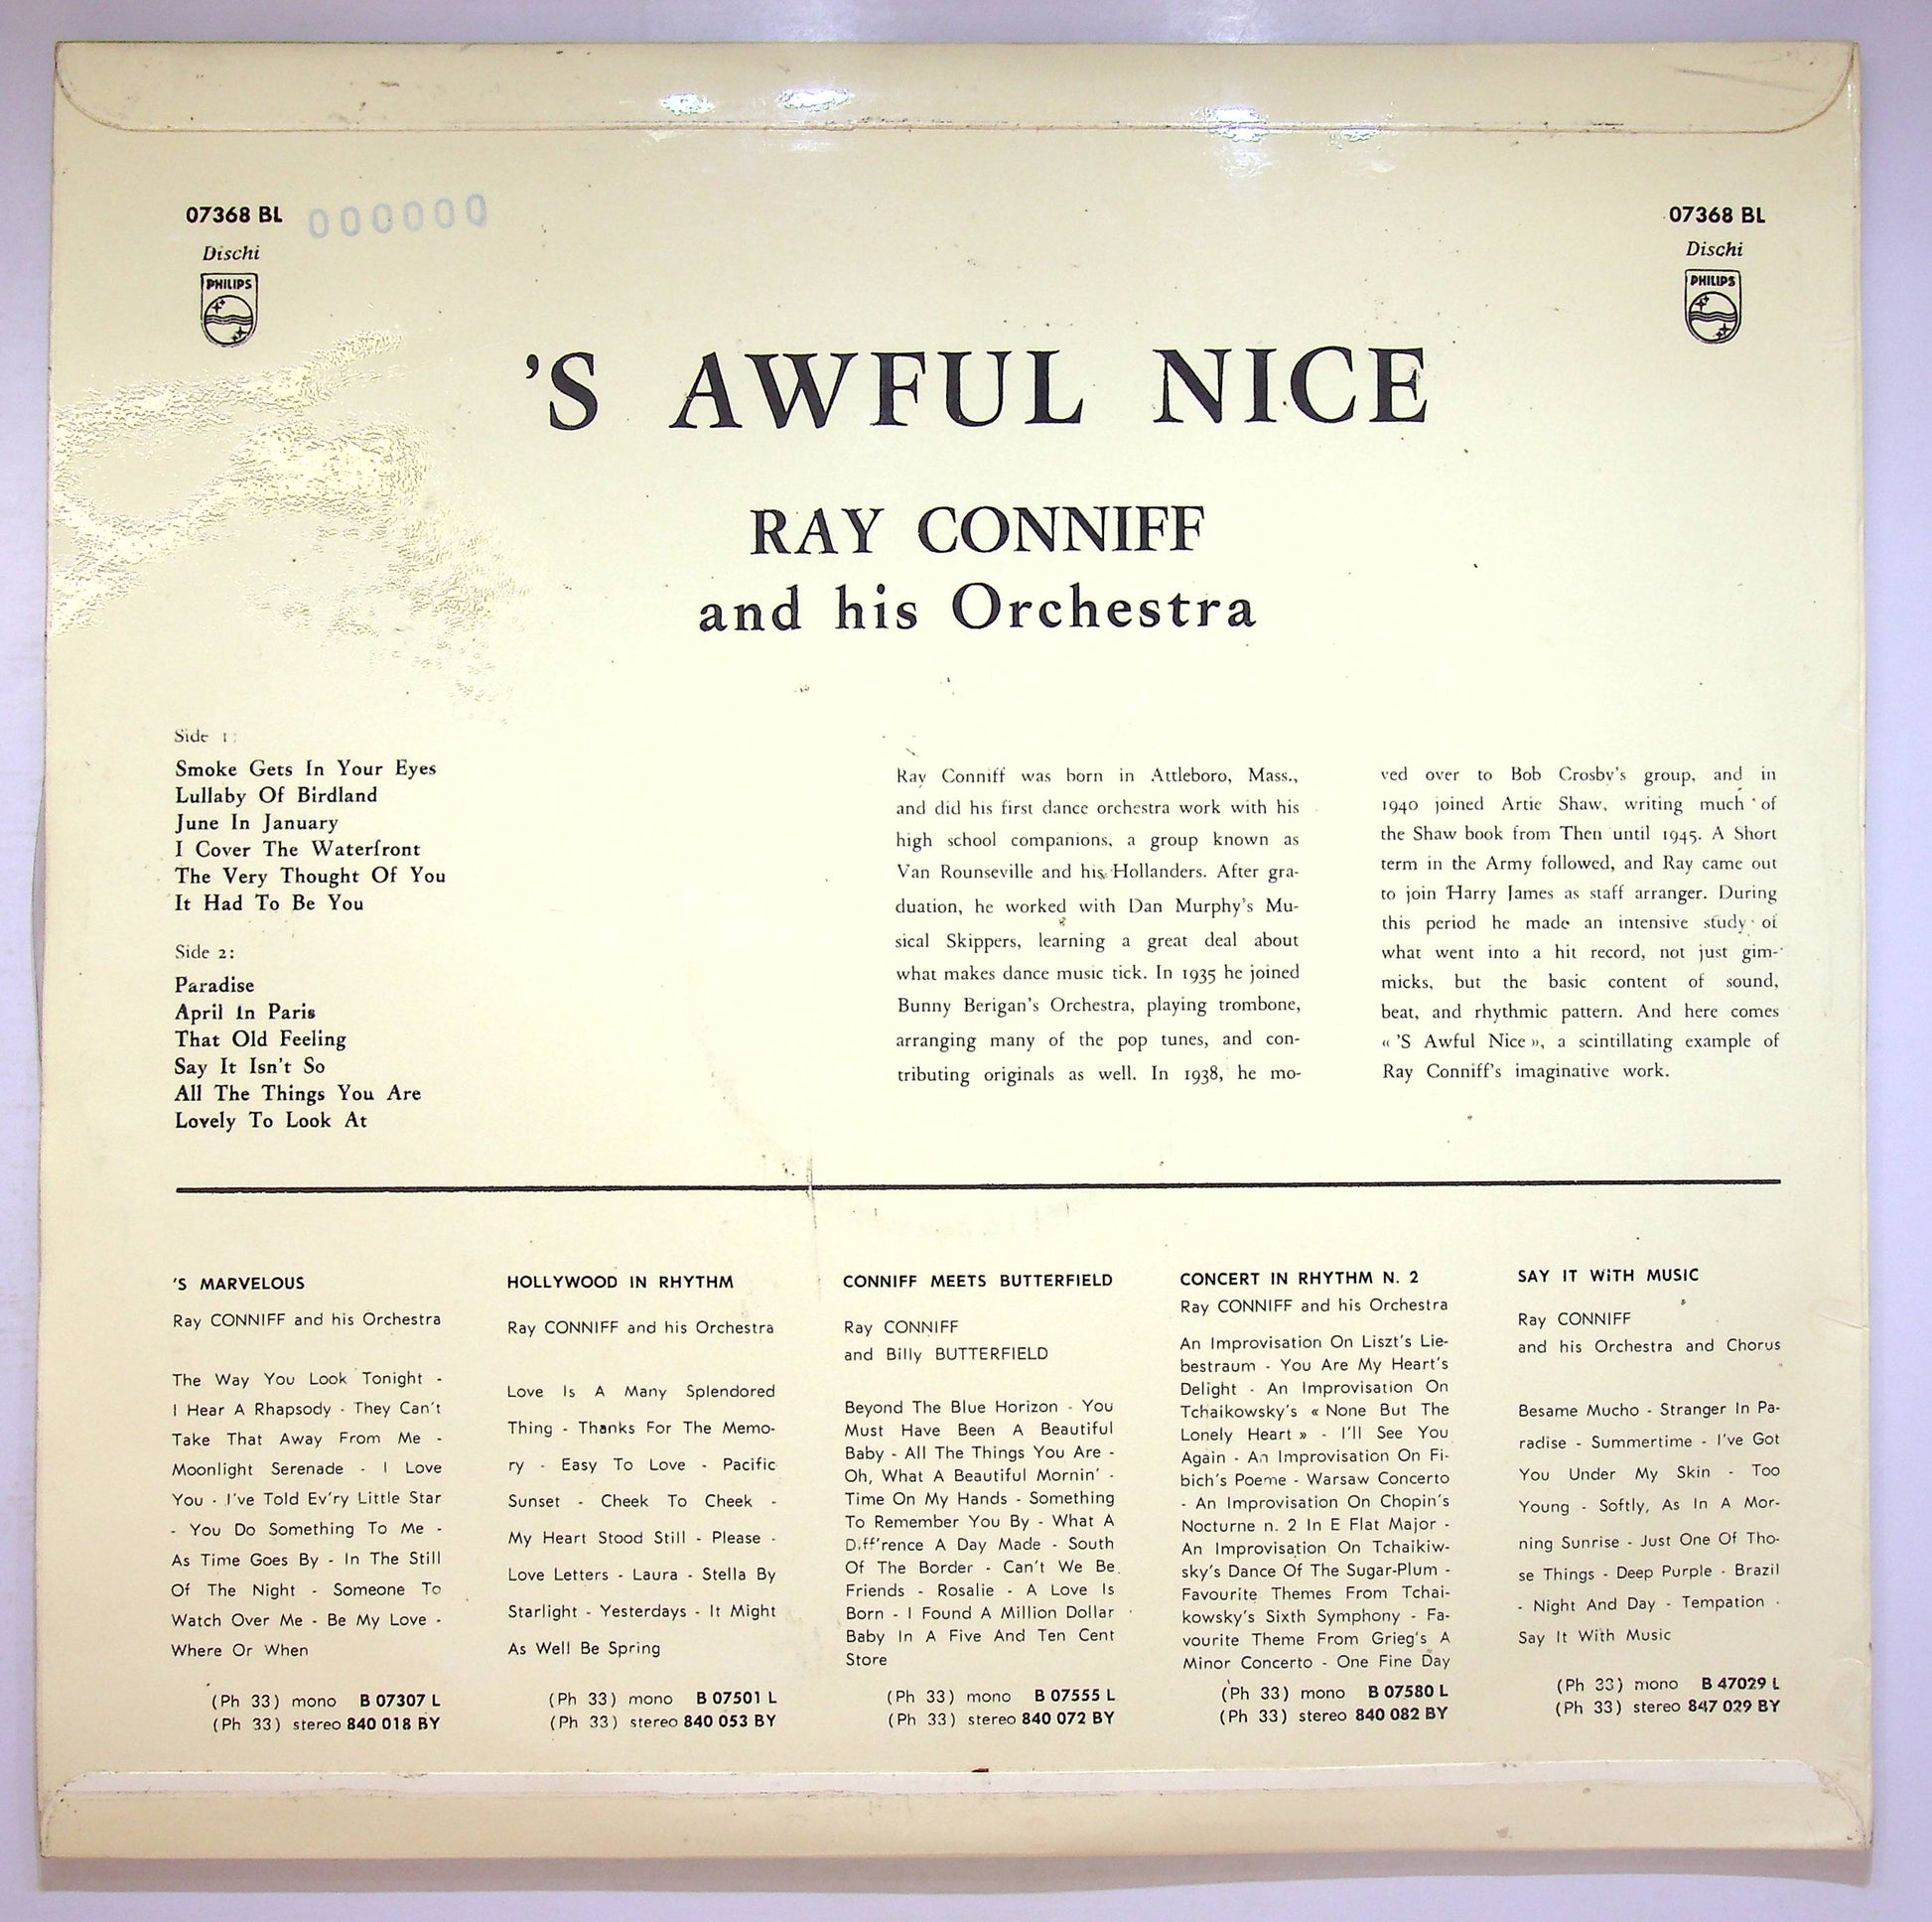 07368 BL
000000
Dischi
PHILIPS
07368 BL
Dischi
PHILIPS
'S AWFUL NICE
RAY CONNIFF
and his Orchestra
Side 1:
Smoke Gets In Your Eyes
Lullaby Of Birdland
June In January
I Cover The Waterfront
The Very Thought Of You
It Had To Be You
Side 2:
Paradise
April In Paris
That Old Feeling
Say It Isn't So
All The Things You Are
Lovely To Look At
Ray Conniff was born in Attleboro, Mass.,
and did his first dance orchestra work with his
high school companions, a group known as
Van Rounseville and his Hollanders. After gra-
duation, he worked with Dan Murphy's Mu-
sical Skippers, learning a great deal about
what makes dance music tick. In 1935 he joined
Bunny Berigan's Orchestra, playing trombone,
arranging many of the pop tunes, and con-
tributing originals as well. In 1938, he mo-
ved over to Bob Crosby's group, and in
1940 joined Artie Shaw, writing much of
the Shaw book from Then until 1945. A Short
term in the Army followed, and Ray came out
to join Harry James as staff arranger. During
this period he made an intensive study of
what went into a hit record, not just gim-
micks, but the basic content of sound,
beat, and rhythmic pattern. And here comes
« 'S Awful Nice », a scintillating example of
Ray Conniff's imaginative work.
'S MARVELOUS
Ray CONNIFF and his Orchestra
The Way You Look Tonight -
I Hear A Rhapsody - They Can't
Take That Away From Me -
Moonlight Serenade - I Love
You - I've Told Ev'ry Little Star
- You Do Something To Me -
As Time Goes By - In The Still
Of The Night - Someone To
Watch Over Me - Be My Love -
Where Or When
(Ph 33) mono B 07307 L
(Ph 33) stereo 840 018 BY
HOLLYWOOD IN RHYTHM
Ray CONNIFF and his Orchestra
Love Is A Many Splendored
Thing - Thanks For The Memo-
ry - Easy To Love - Pacific
Sunset - Cheek To Cheek -
My Heart Stood Still - Please -
Love Letters - Laura - Stella By
Starlight - Yesterdays - It Might
As Well Be Spring
(Ph 33) mono B 07501 L
(Ph 33) stereo 840 053 BY
CONNIFF MEETS BUTTERFIELD
Ray CONNIFF
and Billy BUTTERFIELD
Beyond The Blue Horizon - You
Must Have Been A Beautiful
Baby - All The Things You Are -
Oh, What A Beautiful Mornin' -
Time On My Hands - Something
To Remember You By - What A
Diff'rence A Day Made - South
Of The Border - Can't We Be
Friends - Rosalie - A Love Is
Born - I Found A Million Dollar
Baby In A Five And Ten Cent
Store
(Ph 33) mono B 07555 L
(Ph 33) stereo 840 072 BY
CONCERT IN RHYTHM N. 2
Ray CONNIFF and his Orchestra
An Improvisation On Liszt's Lie-
bestraum - You Are My Heart's
Delight - An Improvisation On
Tchaikowsky's « None But The
Lonely Heart » - I'll See You
Again - An Improvisation On Fi-
bich's Poeme - Warsaw Concerto
- An Improvisation On Chopin's
Nocturne n. 2 In E Flat Major -
An Improvisation On Tchaikiw-
sky's Dance Of The Sugar-Plum -
Favourite Themes From Tchai-
kowsky's Sixth Symphony - Fa-
vourite Theme From Grieg's A
Minor Concerto - One Fine Day
(Ph 33) mono B 07580 L
(Ph 33) stereo 840 082 BY
SAY IT WiTH MUSIC
Ray CONNIFF
and his Orchestra and Chorus
Besame Mucho - Stranger In Pa-
radise - Summertime - I've Got
You Under My Skin - Too
Young - Softly, As In A Mor-
ning Sunrise - Just One Of Tho-
se Things - Deep Purple - Brazil
- Night And Day - Tempation -
Say It With Music
(Ph 33) mono B 47029 L
(Ph 33) stereo 847 029 BY